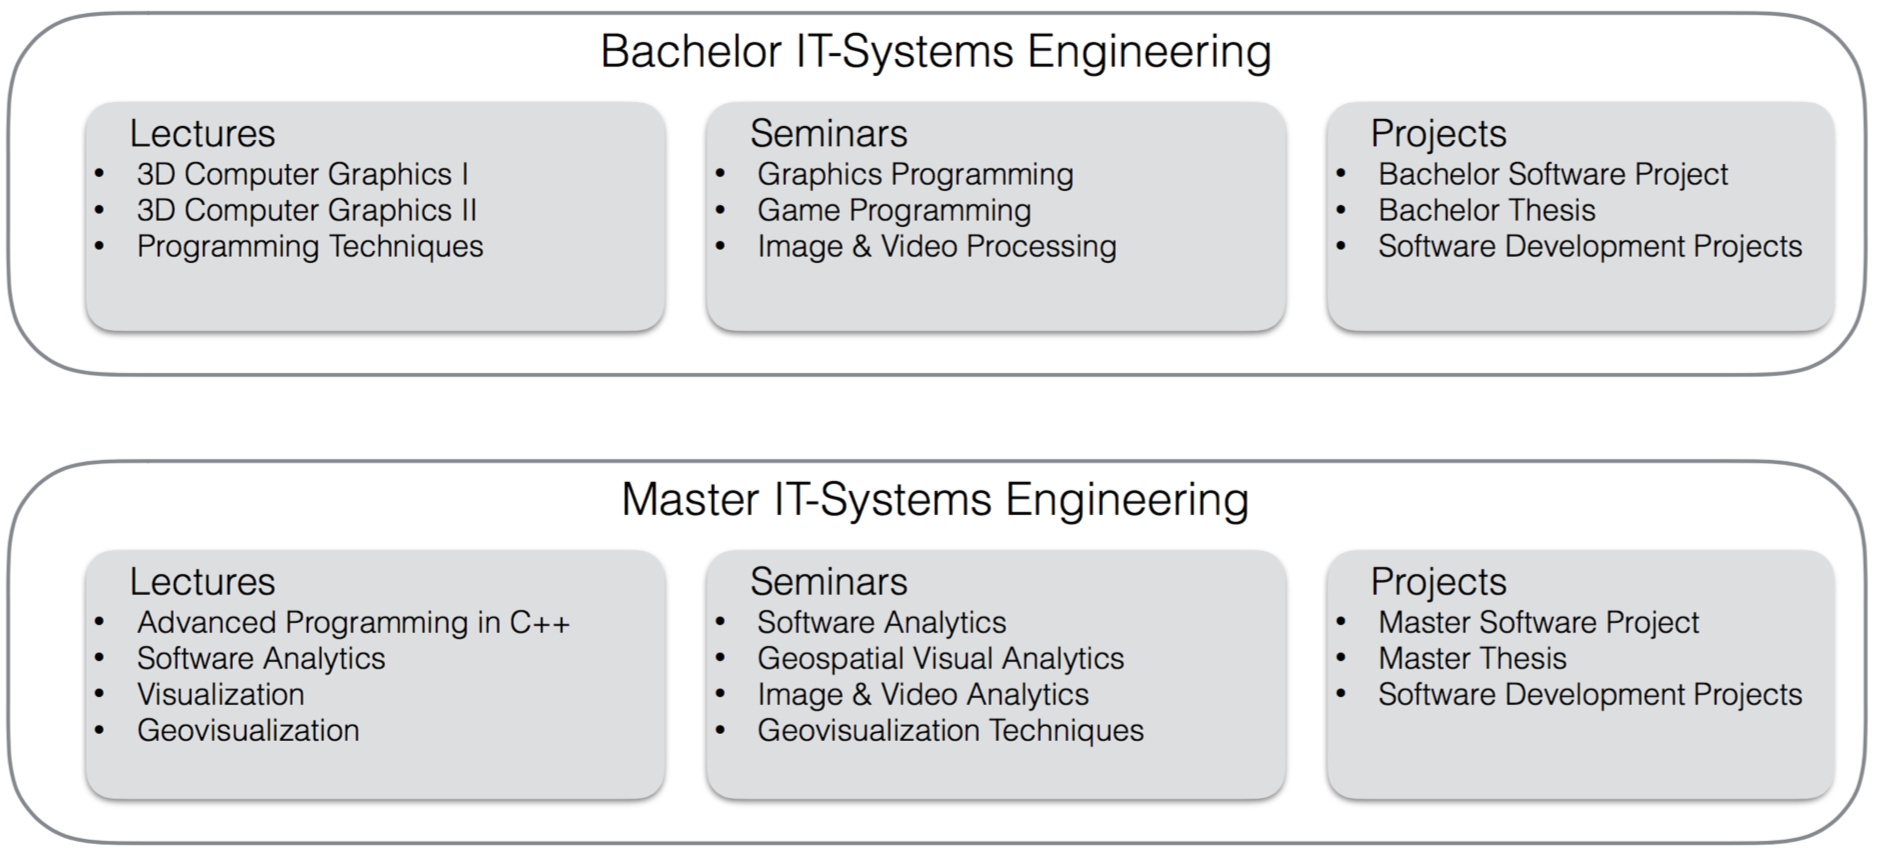 Bachelor IT-Systems Engineering
Lectures
• 3D Computer Graphics I
• 3D Computer Graphics II
• Programming Techniques
Seminars
• Graphics Programming
• Game Programming
• Image & Video Processing
Projects
• Bachelor Software Project
• Bachelor Thesis
• Software Development Projects
Master IT-Systems Engineering
Lectures
• Advanced Programming in C++
• Software Analytics
• Visualization
• Geovisualization
Seminars
• Software Analytics
• Geospatial Visual Analytics
• Image & Video Analytics
• Geovisualization Techniques
Projects
• Master Software Project
• Master Thesis
• Software Development Projects